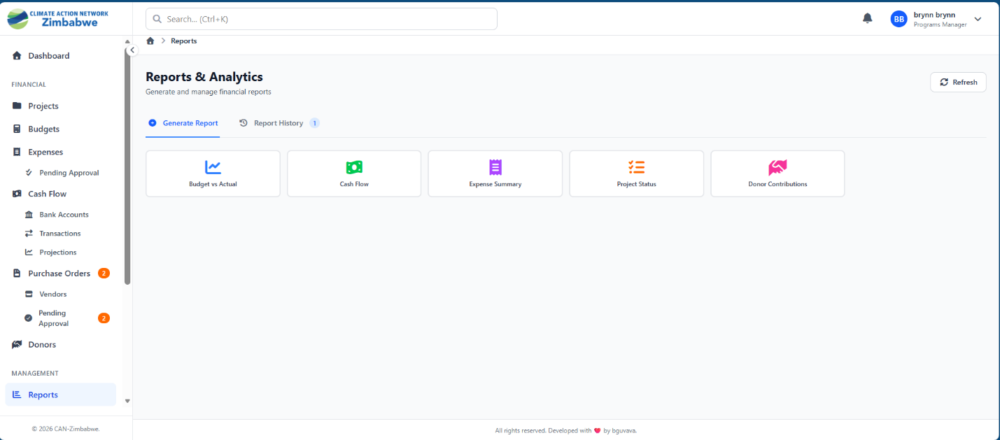 CLIMATE ACTION NETWORK
Zimbabwe
Search... (Ctrl+K)
BB
brynn brynn
Programs Manager
Reports
Dashboard
FINANCIAL
Projects
Budgets
Expenses
Pending Approval
Cash Flow
Bank Accounts
Transactions
Projections
Purchase Orders 2
Vendors
Pending
Approval 2
Donors
MANAGEMENT
Reports
© 2026 CAN-Zimbabwe.
Reports & Analytics
Generate and manage financial reports
Refresh
Generate Report
Report History 1
Budget vs Actual
Cash Flow
Expense Summary
Project Status
Donor Contributions
All rights reserved. Developed with ❤ by bguvava.